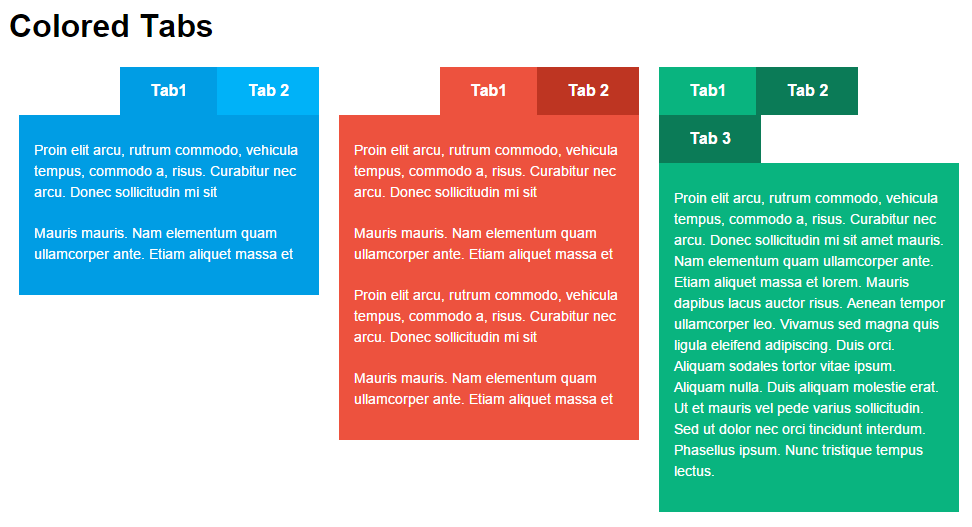 Colored Tabs
Tab1 Tab 2
Proin elit arcu, rutrum commodo, vehicula
tempus, commodo a, risus. Curabitur nec
arcu. Donec sollicitudin mi sit
Mauris mauris. Nam elementum quam
ullamcorper ante. Etiam aliquet massa et
Tab1 Tab 2
Proin elit arcu, rutrum commodo, vehicula
tempus, commodo a, risus. Curabitur nec
arcu. Donec sollicitudin mi sit
Mauris mauris. Nam elementum quam
ullamcorper ante. Etiam aliquet massa et
Proin elit arcu, rutrum commodo, vehicula
tempus, commodo a, risus. Curabitur nec
arcu. Donec sollicitudin mi sit
Mauris mauris. Nam elementum quam
ullamcorper ante. Etiam aliquet massa et
Tab1 Tab 2
Tab 3
Proin elit arcu, rutrum commodo, vehicula
tempus, commodo a, risus. Curabitur nec
arcu. Donec sollicitudin mi sit amet mauris.
Nam elementum quam ullamcorper ante.
Etiam aliquet massa et lorem. Mauris
dapibus lacus auctor risus. Aenean tempor
ullamcorper leo. Vivamus sed magna quis
ligula eleifend adipiscing. Duis orci.
Aliquam sodales tortor vitae ipsum.
Aliquam nulla. Duis aliquam molestie erat.
Ut et mauris vel pede varius sollicitudin.
Sed ut dolor nec orci tincidunt interdum.
Phasellus ipsum. Nunc tristique tempus
lectus.